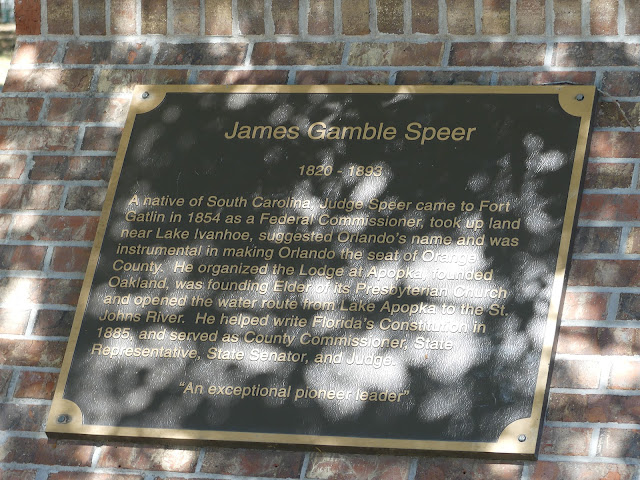 James Gamble Speer
1820 - 1893
A native of South Carolina, Judge Speer came to Fort
Gatlin in 1854 as a Federal Commissioner, took up land
near Lake Ivanhoe, suggested Orlando's name and was
instrumental in making Orlando the seat of Orange
County. He organized the Lodge at Apopka, founded
Oakland, was founding Elder of its Presbyterian Church
and opened the water route from Lake Apopka to the St.
Johns River. He helped write Florida's Constitution in
1885, and served as County Commissioner, State
Representative, State Senator, and Judge.
"An exceptional pioneer leader"